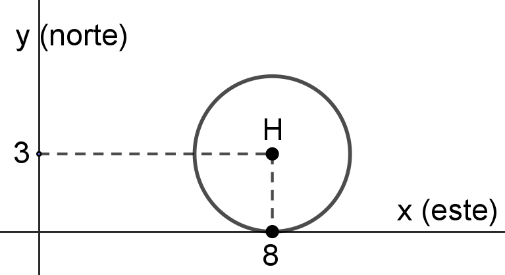 y (norte)
H
3
x (este)
8